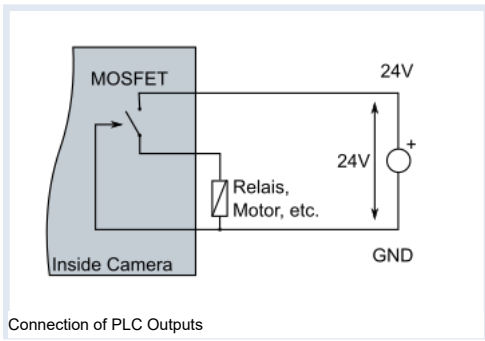 MOSFET
24V
24V
+
Relais,
Motor, etc.
GND
Inside Camera
Connection of PLC Outputs